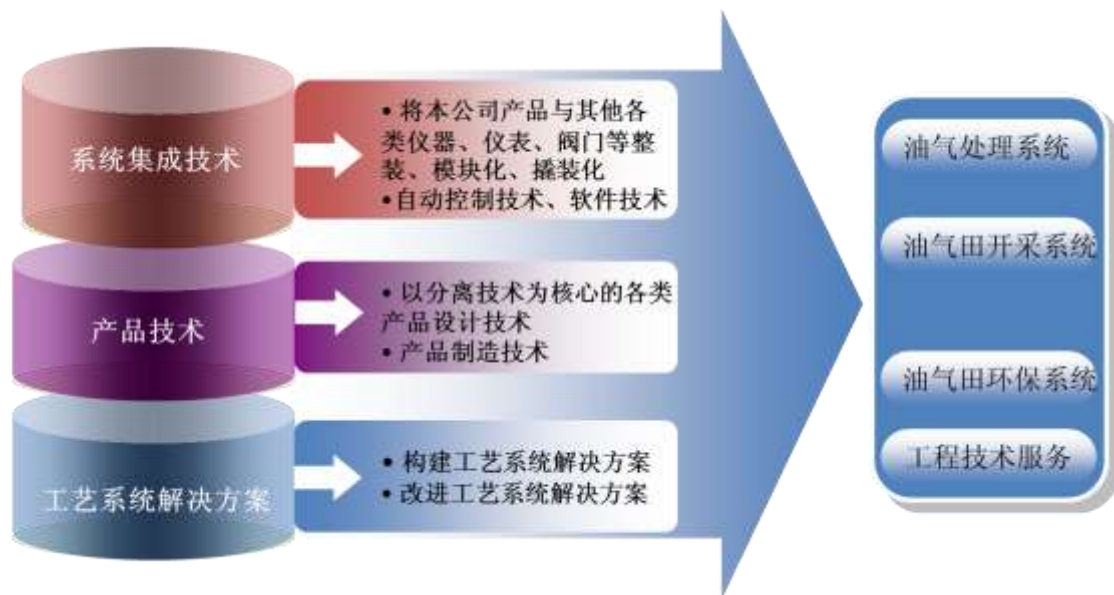 系统集成技术
• 将本公司产品与其他各
类仪器、仪表、阀门等整
装、模块化、撬装化
• 自动控制技术、软件技术
产品技术
• 以分离技术为核心的各类
产品设计技术
• 产品制造技术
工艺系统解决方案
• 构建工艺系统解决方案
• 改进工艺系统解决方案
油气处理系统
油气田开采系统
油气田环保系统
工程技术服务